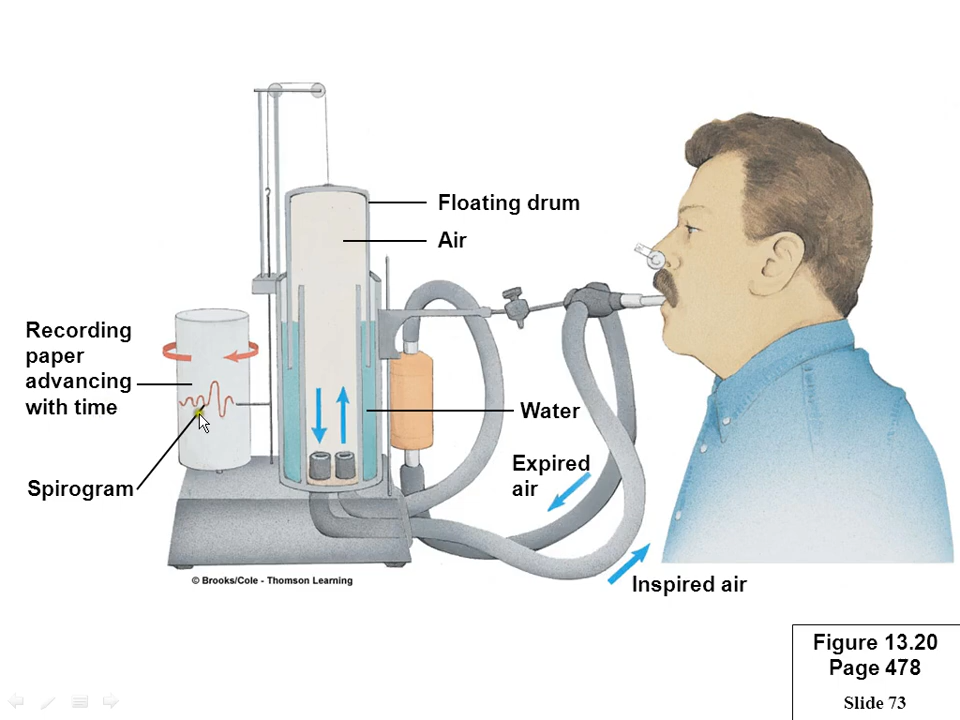 Floating drum
Air
Recording
paper
advancing
with time
Water
Expired
air
Spirogram
© Brooks/Cole - Thomson Learning
Inspired air
Figure 13.20
Page 478
Slide 73